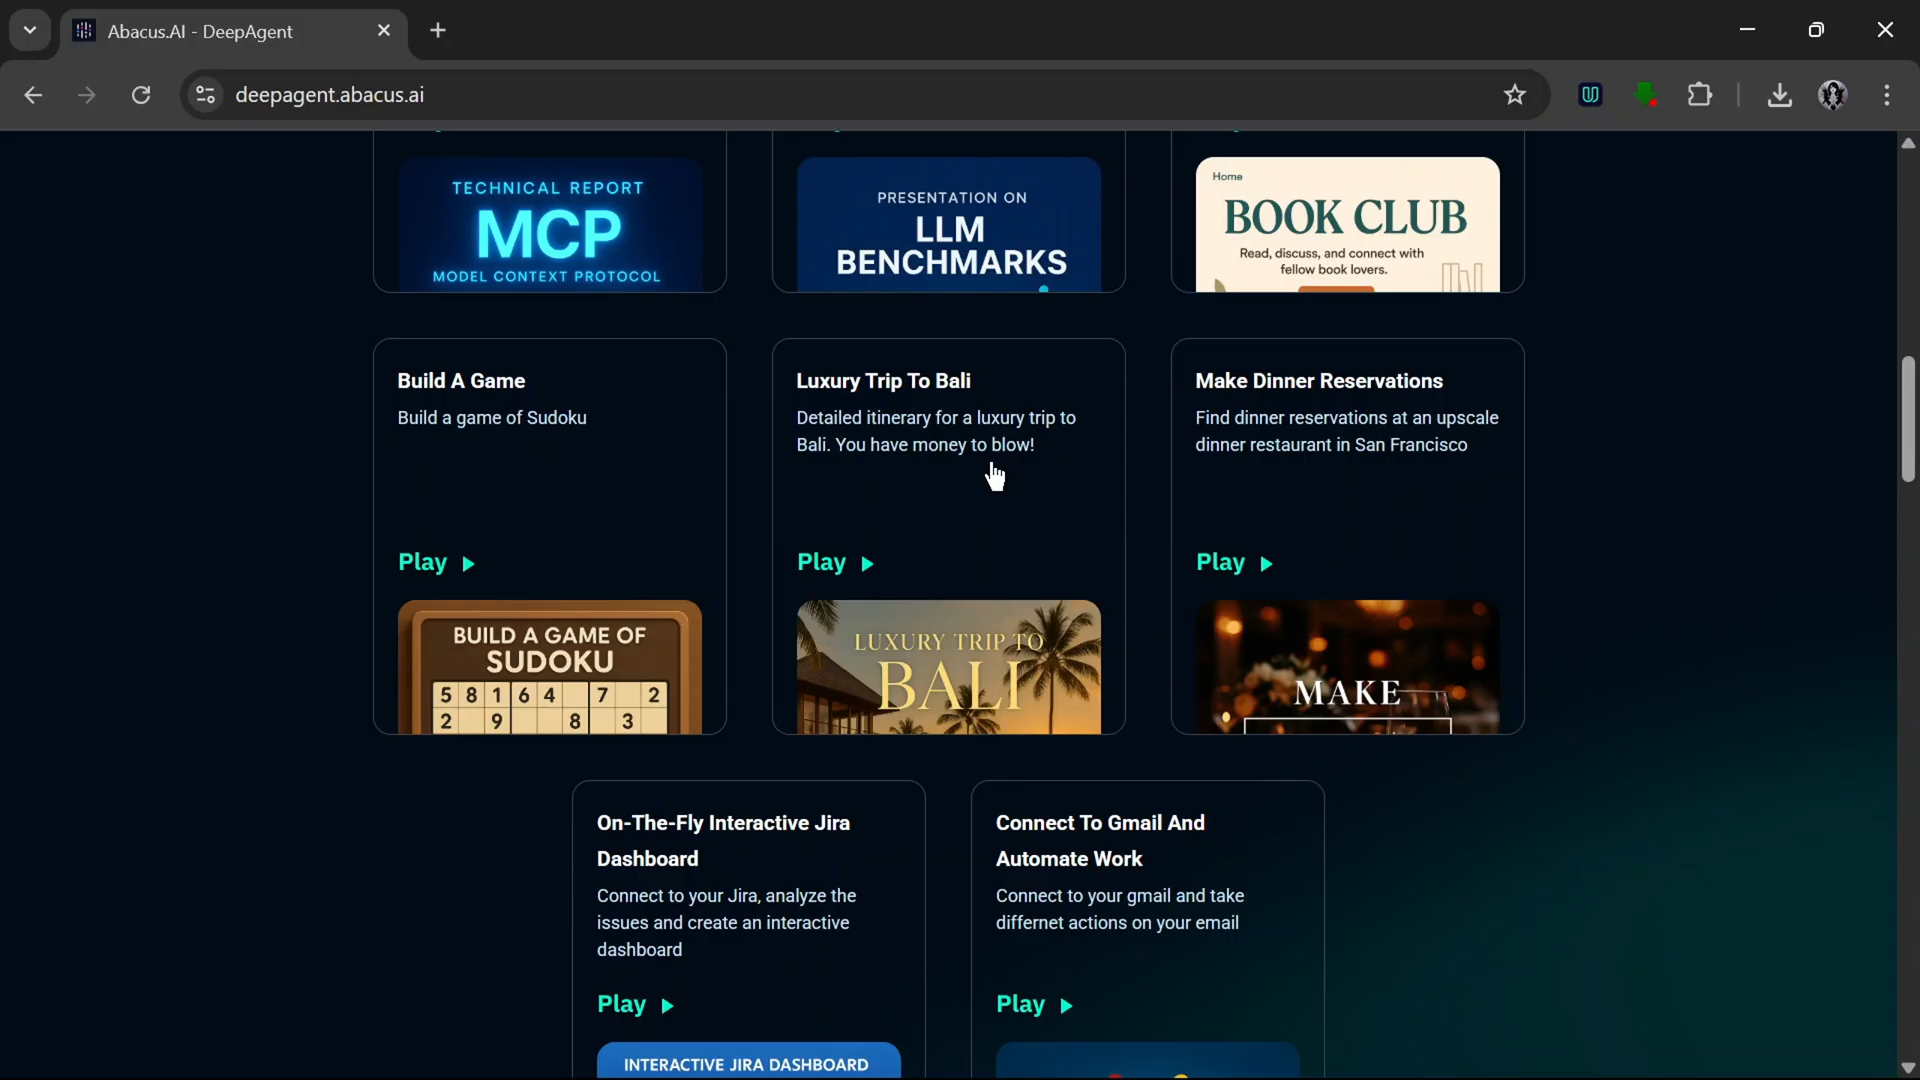 Abacus.AI - DeepAgent
deepagent.abacus.ai
TECHNICAL REPORT
MCP
MODEL CONTEXT PROTOCOL
PRESENTATION ON
LLM
BENCHMARKS
Home
BOOK CLUB
Read, discuss, and connect with
fellow book lovers.
Build A Game
Build a game of Sudoku
Play
BUILD A GAME OF
SUDOKU
5 8 1 6 4 7 2
2 9 8 3
Luxury Trip To Bali
Detailed itinerary for a luxury trip to
Bali. You have money to blow!
Play
LUXURY TRIP TO
BALI
Make Dinner Reservations
Find dinner reservations at an upscale
dinner restaurant in San Francisco
Play
MAKE
On-The-Fly Interactive Jira
Dashboard
Connect to your Jira, analyze the
issues and create an interactive
dashboard
Play
INTERACTIVE JIRA DASHBOARD
Connect To Gmail And
Automate Work
Connect to your gmail and take
differnet actions on your email
Play